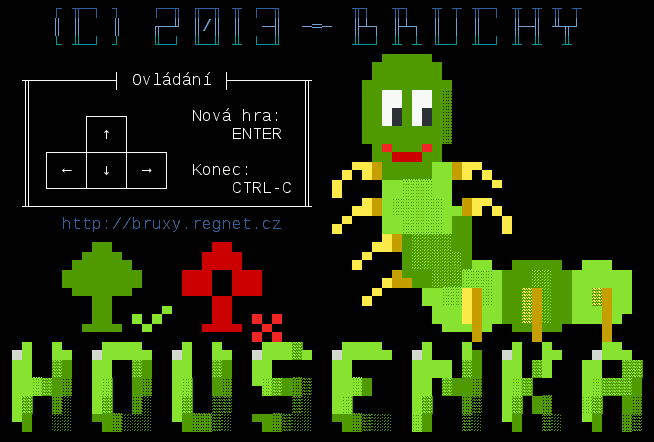 (C) 2013 - BRUCHY
Ovládání
Nová hra:
ENTER
↑
← ↓ →
Konec:
CTRL-C
http://bruxy.regnet.cz
HOUSENKA